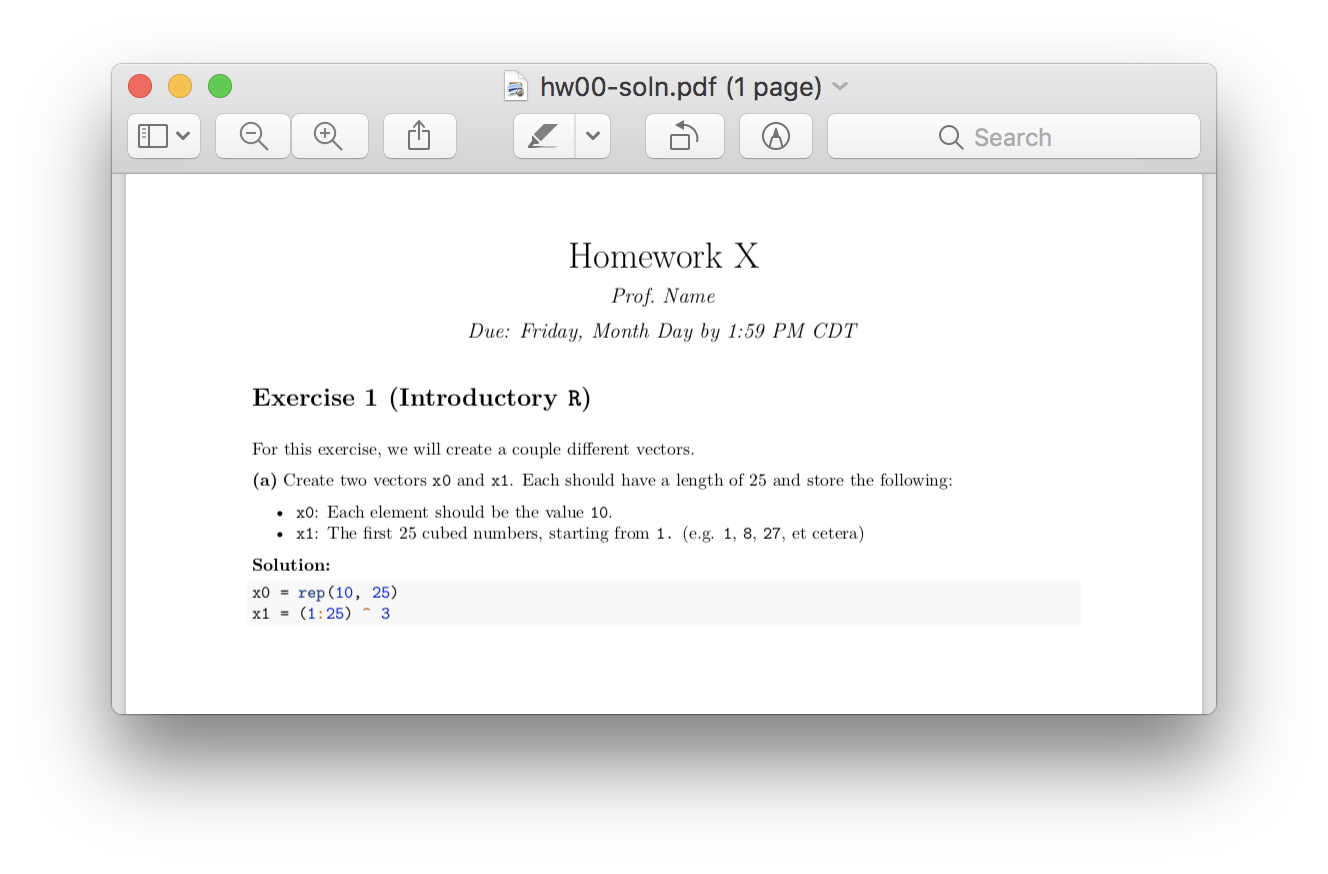 hw00-soln.pdf (1 page)
Search
Homework X
Prof. Name
Due: Friday, Month Day by 1:59 PM CDT
Exercise 1 (Introductory R)
For this exercise, we will create a couple different vectors.
(a) Create two vectors x0 and x1. Each should have a length of 25 and store the following:
• x0: Each element should be the value 10.
• x1: The first 25 cubed numbers, starting from 1. (e.g. 1, 8, 27, et cetera)
Solution:
x0 = rep(10, 25)
x1 = (1:25) ^ 3